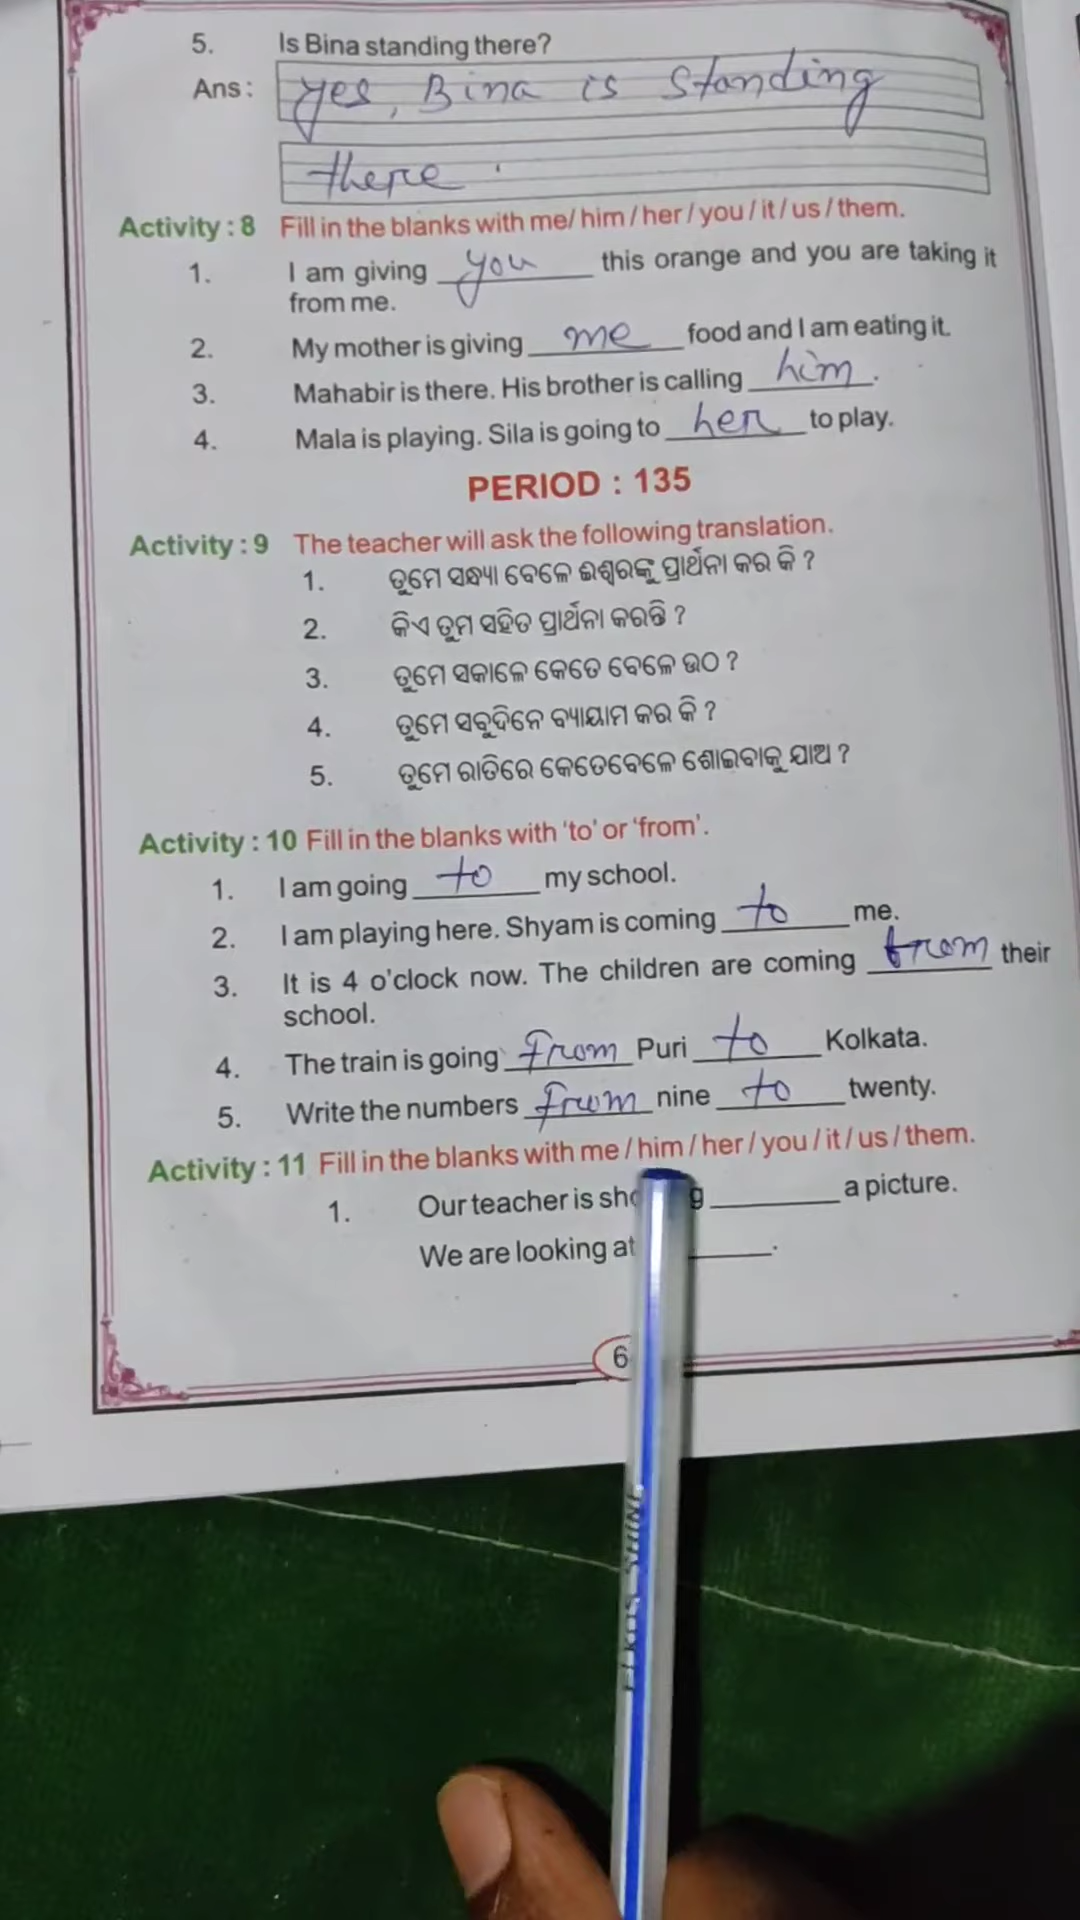 5. Is Bina standing there?
Ans: yes, Bina is standing
there.
Activity : 8 Fill in the blanks with me/ him / her / you / it / us / them.
1. I am giving you this orange and you are taking it
from me.
2. My mother is giving me food and I am eating it.
3. Mahabir is there. His brother is calling him.
4. Mala is playing. Sila is going to her to play.
PERIOD : 135
Activity : 9 The teacher will ask the following translation.
1. ତୁମେ ସନ୍ଧ୍ୟା ବେଳେ ଈଶ୍ୱରଙ୍କୁ ପ୍ରାର୍ଥନା କର କି ?
2. କିଏ ତୁମ ସହିତ ପ୍ରାର୍ଥନା କରନ୍ତି ?
3. ତୁମେ ସକାଳେ କେତେ ବେଳେ ଉଠ ?
4. ତୁମେ ସବୁଦିନେ ବ୍ୟାୟାମ କର କି ?
5. ତୁମେ ରାତିରେ କେତେବେଳେ ଶୋଇବାକୁ ଯାଅ ?
Activity : 10 Fill in the blanks with 'to' or 'from'.
1. I am going to my school.
2. I am playing here. Shyam is coming to me.
3. It is 4 o'clock now. The children are coming from their
school.
4. The train is going from Puri to Kolkata.
5. Write the numbers from nine to twenty.
Activity : 11 Fill in the blanks with me / him / her / you / it / us / them.
1. Our teacher is ______ a picture.
We are looking at ______.
6